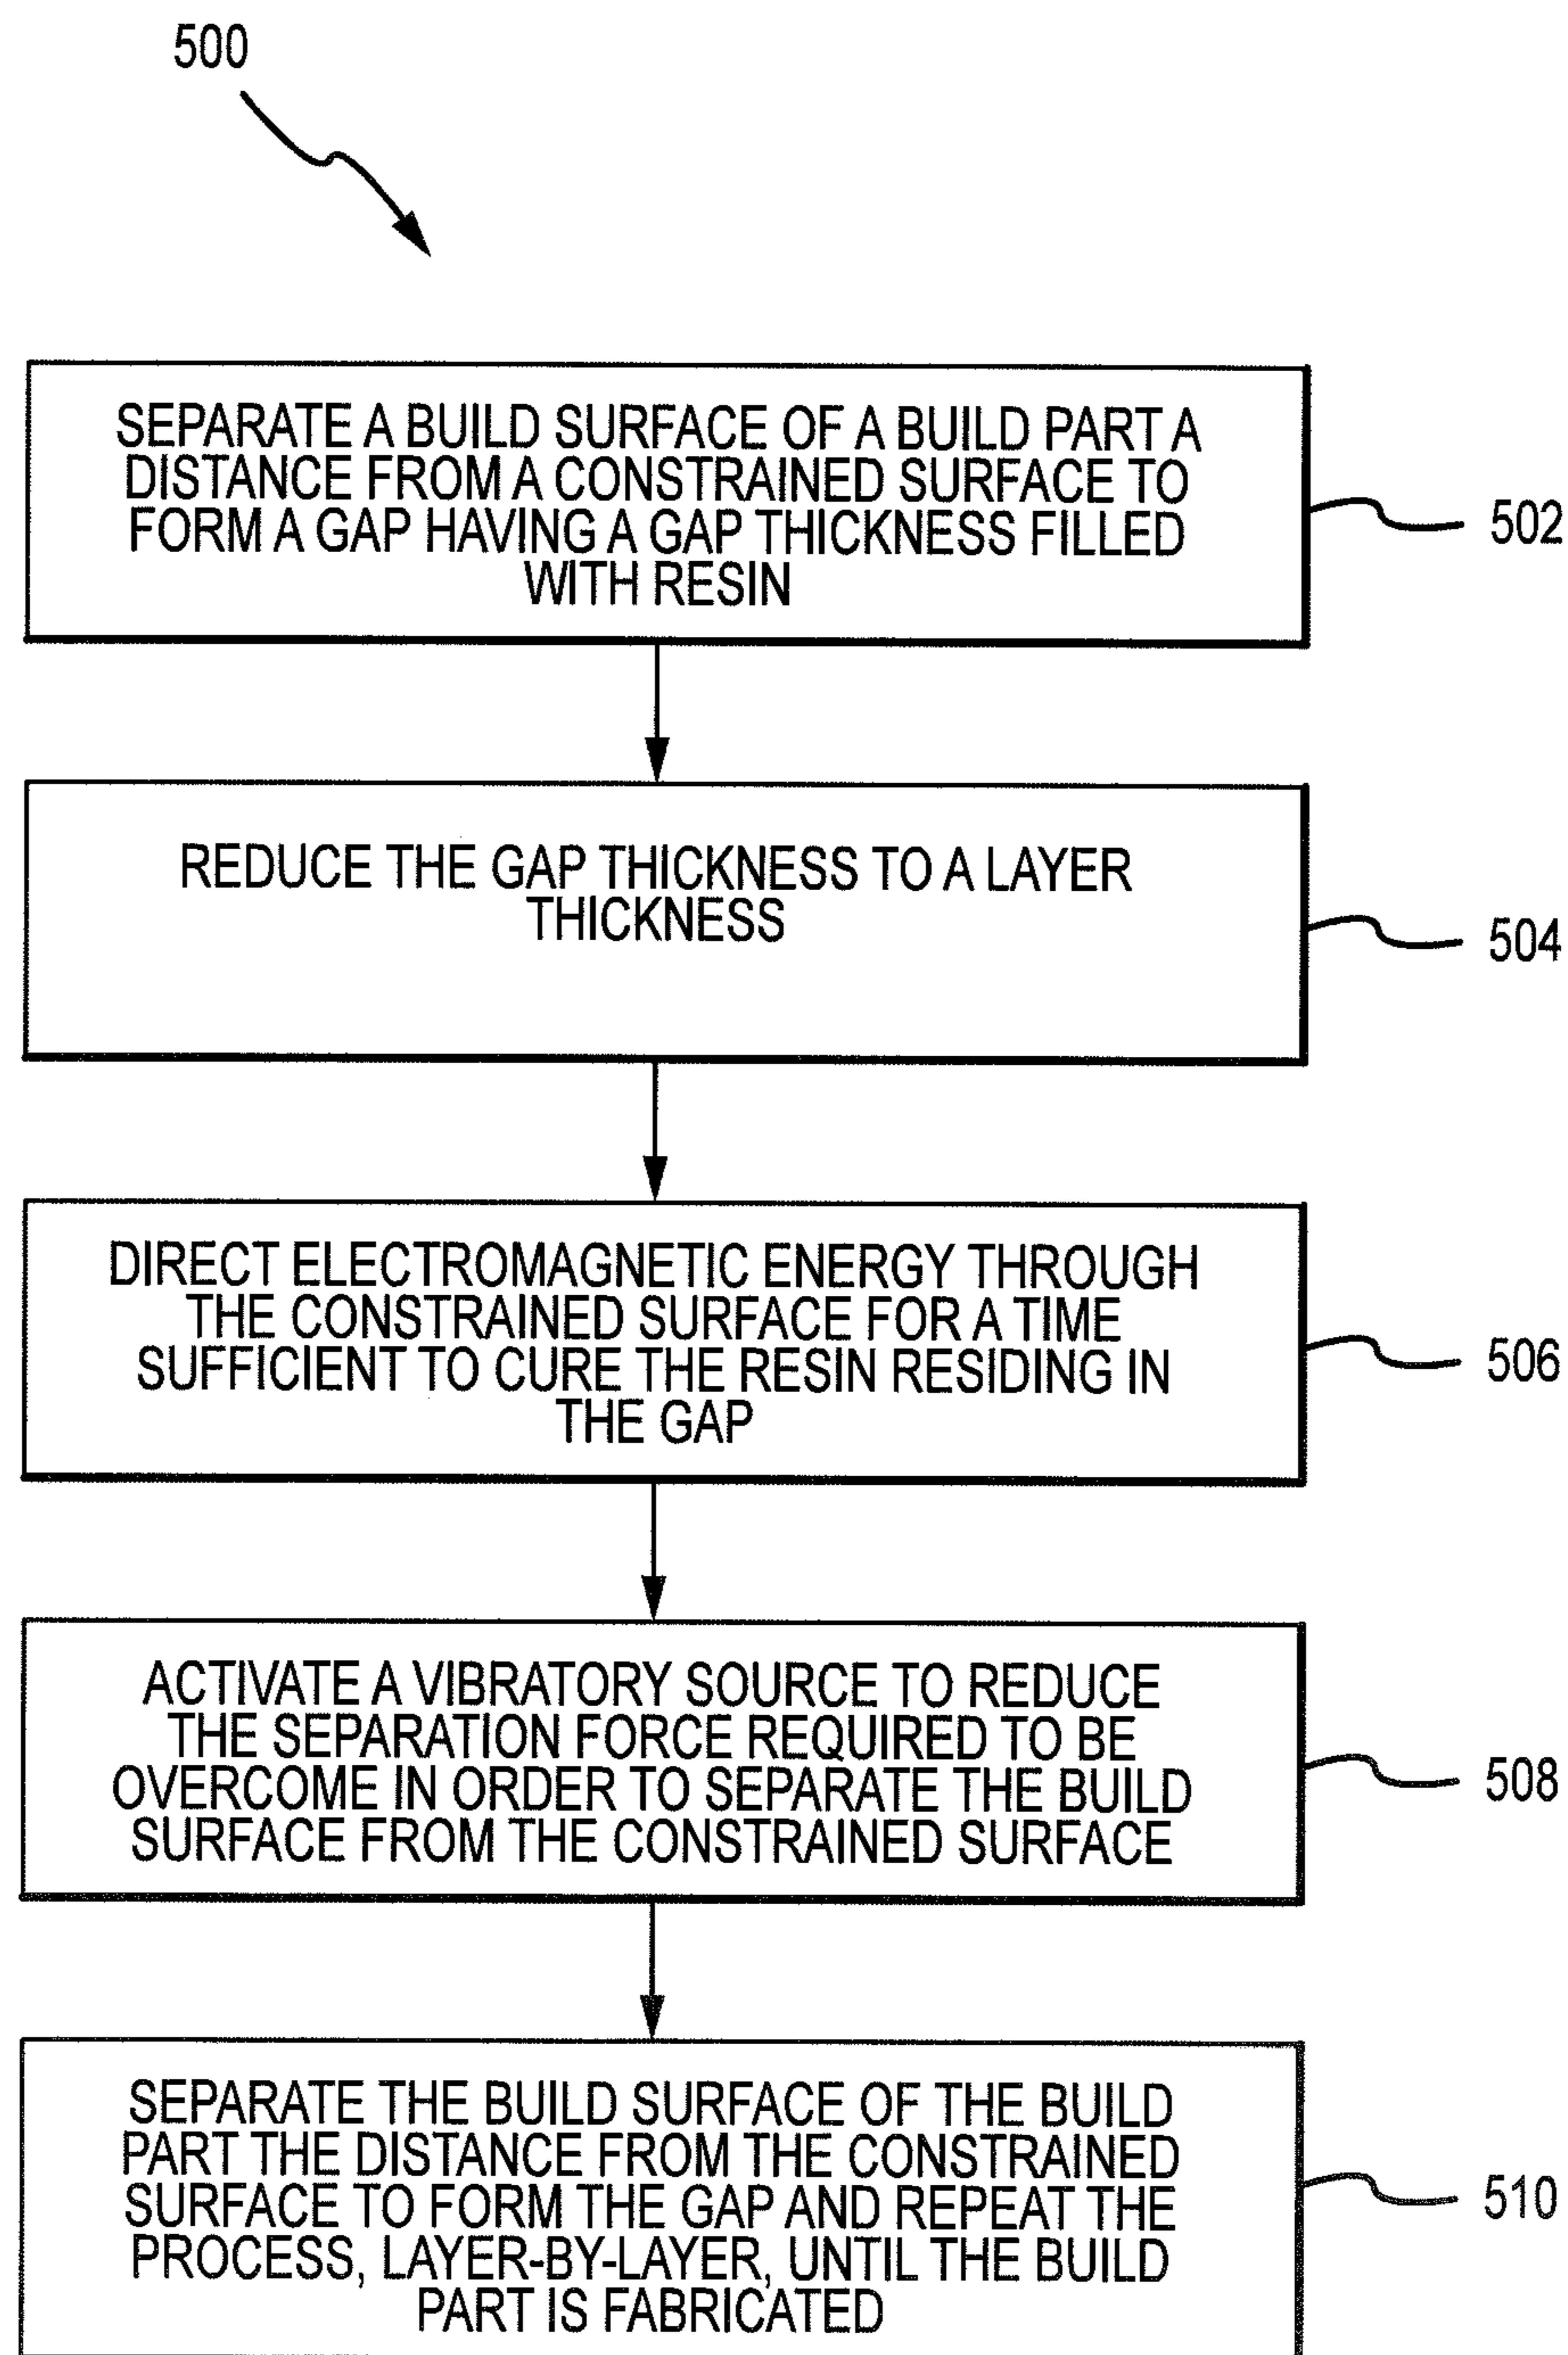 500
SEPARATE A BUILD SURFACE OF A BUILD PART A
DISTANCE FROM A CONSTRAINED SURFACE TO
FORM A GAP HAVING A GAP THICKNESS FILLED
WITH RESIN
502
REDUCE THE GAP THICKNESS TO A LAYER
THICKNESS
504
DIRECT ELECTROMAGNETIC ENERGY THROUGH
THE CONSTRAINED SURFACE FOR A TIME
SUFFICIENT TO CURE THE RESIN RESIDING IN
THE GAP
506
ACTIVATE A VIBRATORY SOURCE TO REDUCE
THE SEPARATION FORCE REQUIRED TO BE
OVERCOME IN ORDER TO SEPARATE THE BUILD
SURFACE FROM THE CONSTRAINED SURFACE
508
SEPARATE THE BUILD SURFACE OF THE BUILD
PART THE DISTANCE FROM THE CONSTRAINED
SURFACE TO FORM THE GAP AND REPEAT THE
PROCESS, LAYER-BY-LAYER, UNTIL THE BUILD
PART IS FABRICATED
510